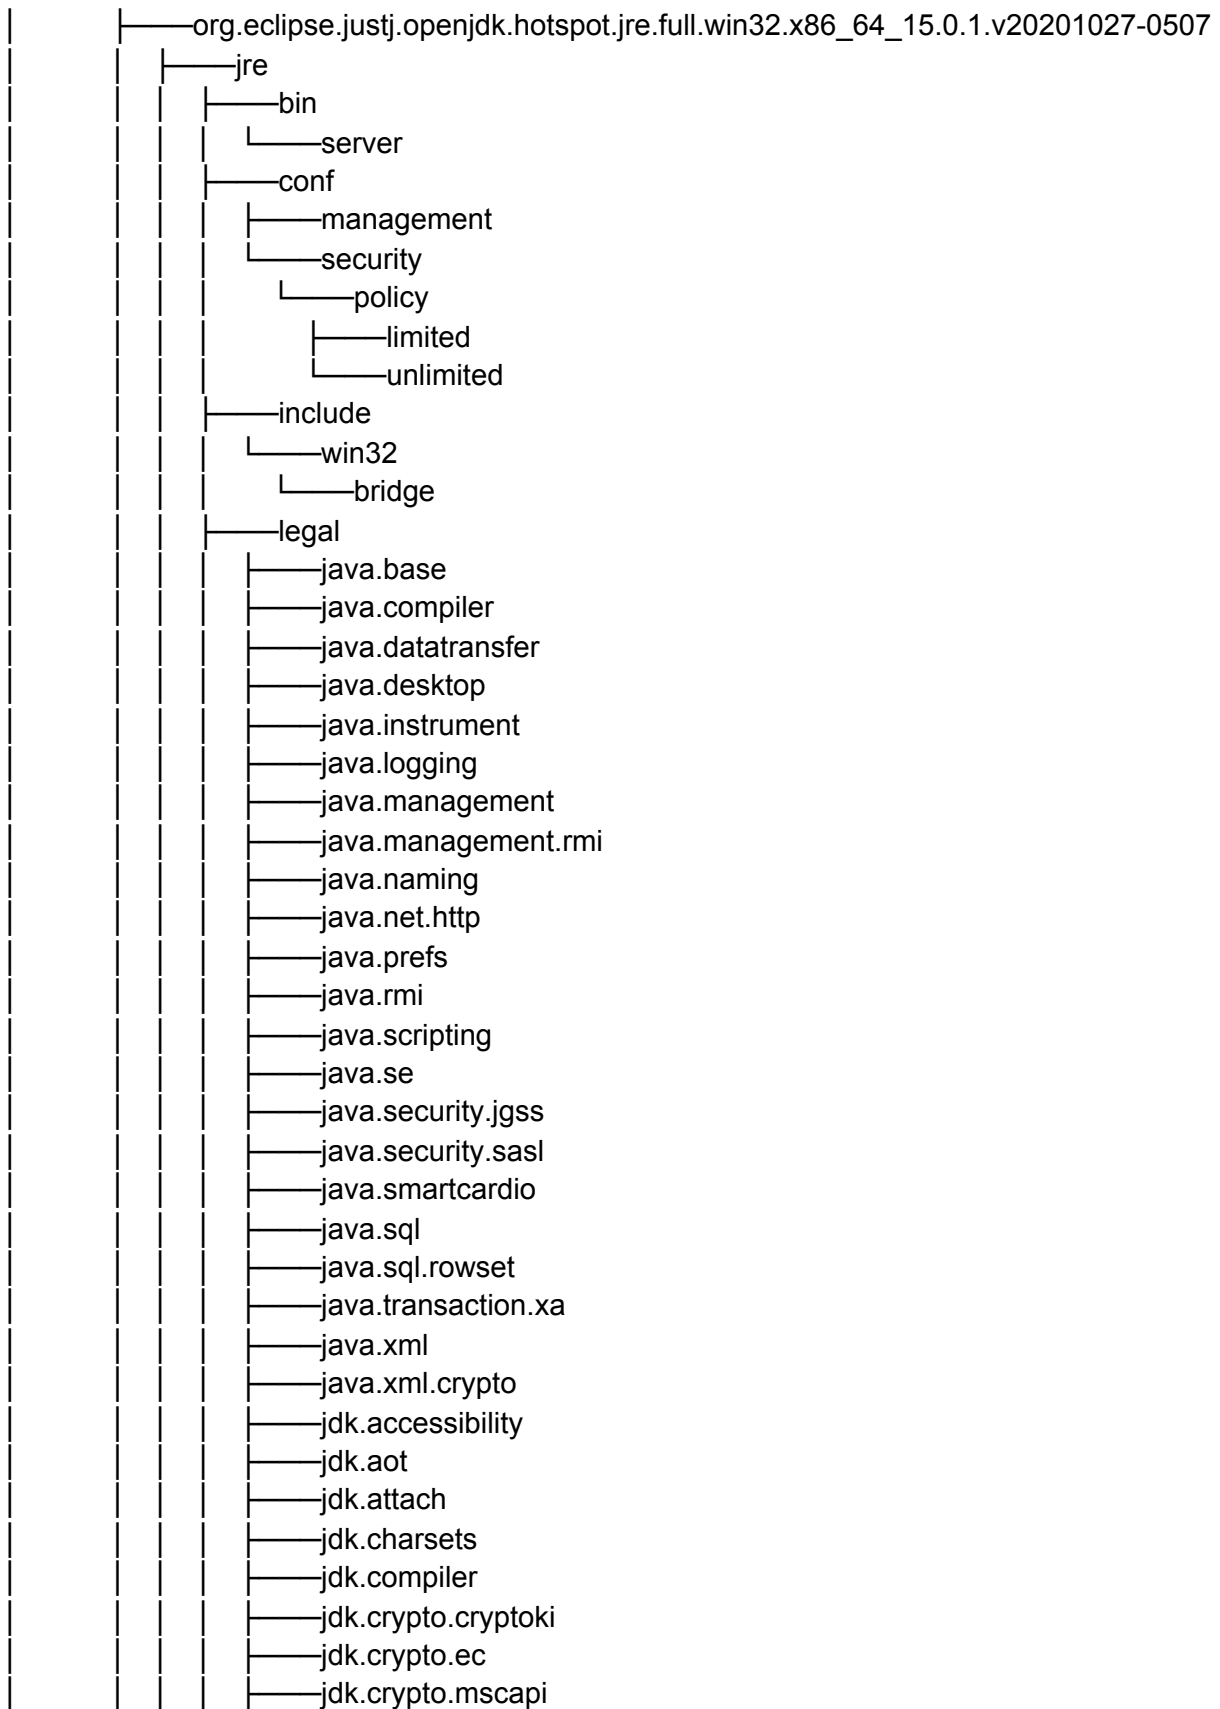 org.eclipse.justj.openjdk.hotspot.jre.full.win32.x86_64_15.0.1.v20201027-0507
jre
bin
server
conf
management
security
policy
limited
unlimited
include
win32
bridge
legal
java.base
java.compiler
java.datatransfer
java.desktop
java.instrument
java.logging
java.management
java.management.rmi
java.naming
java.net.http
java.prefs
java.rmi
java.scripting
java.se
java.security.jgss
java.security.sasl
java.smartcardio
java.sql
java.sql.rowset
java.transaction.xa
java.xml
java.xml.crypto
jdk.accessibility
jdk.aot
jdk.attach
jdk.charsets
jdk.compiler
jdk.crypto.cryptoki
jdk.crypto.ec
jdk.crypto.mscapi